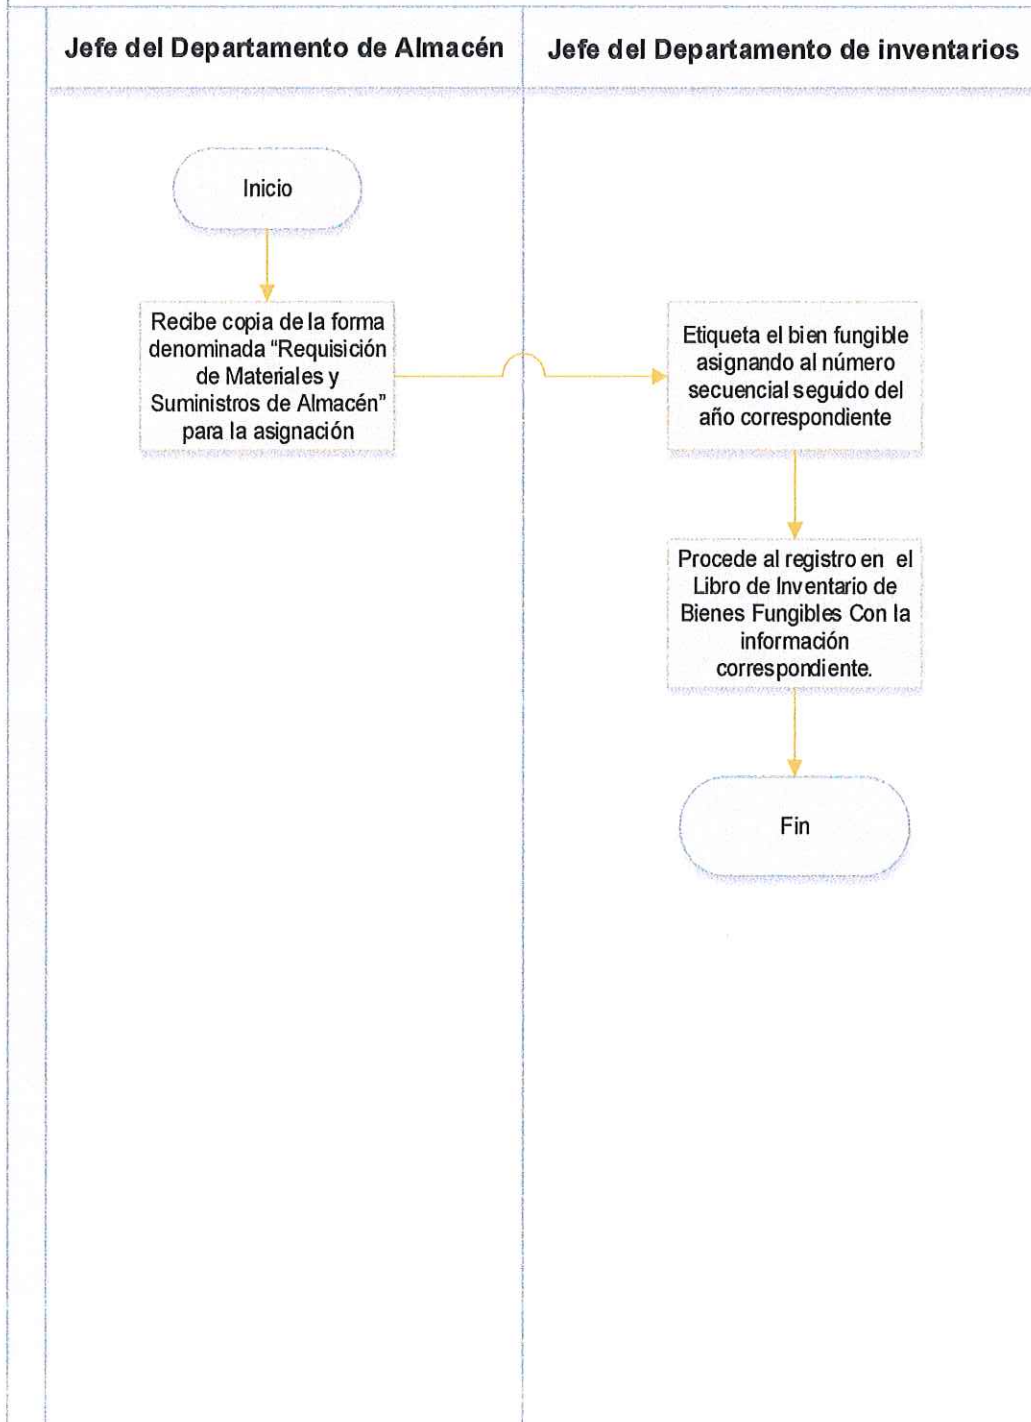 Jefe del Departamento de Almacén
Jefe del Departamento de inventarios
Inicio
Recibe copia de la forma
denominada “Requisición
de Materiales y
Suministros de Almacén”
para la asignación
Etiqueta el bien fungible
asignando al número
secuencial seguido del
año correspondiente
Procede al registro en el
Libro de Inventario de
Bienes Fungibles Con la
información
correspondiente.
Fin